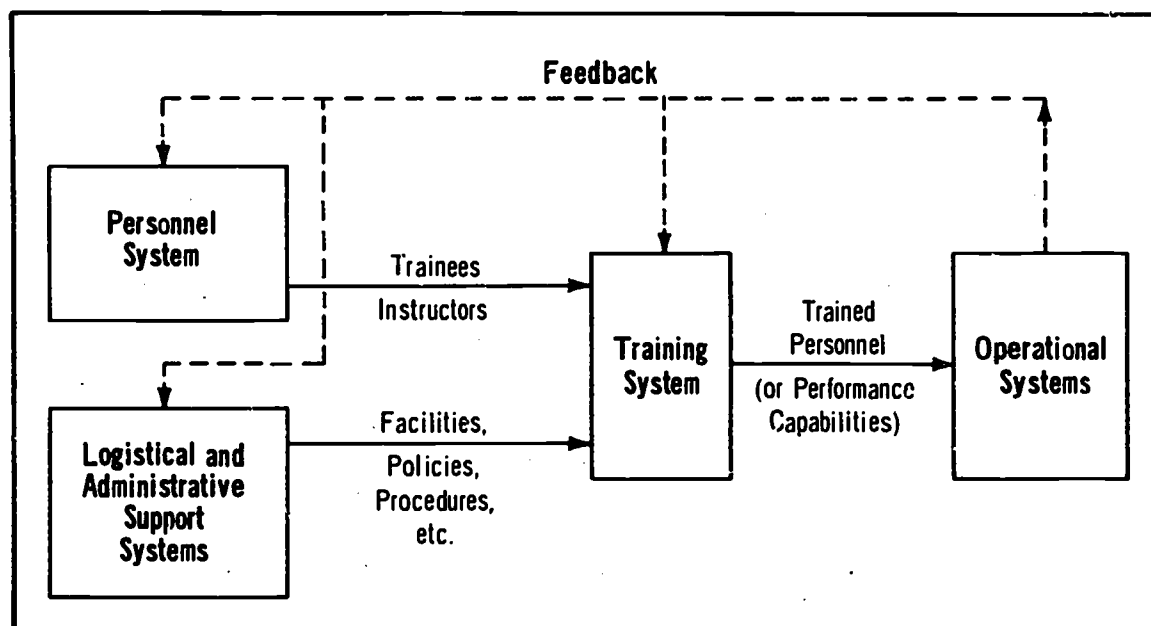 Feedback
Personnel
System
Trainees
Instructors
Logistical and
Administrative
Support
Systems
Facilities,
Policies,
Procedures,
etc.
Training
System
Trained
Personnel
(or Performance
Capabilities)
Operational
Systems